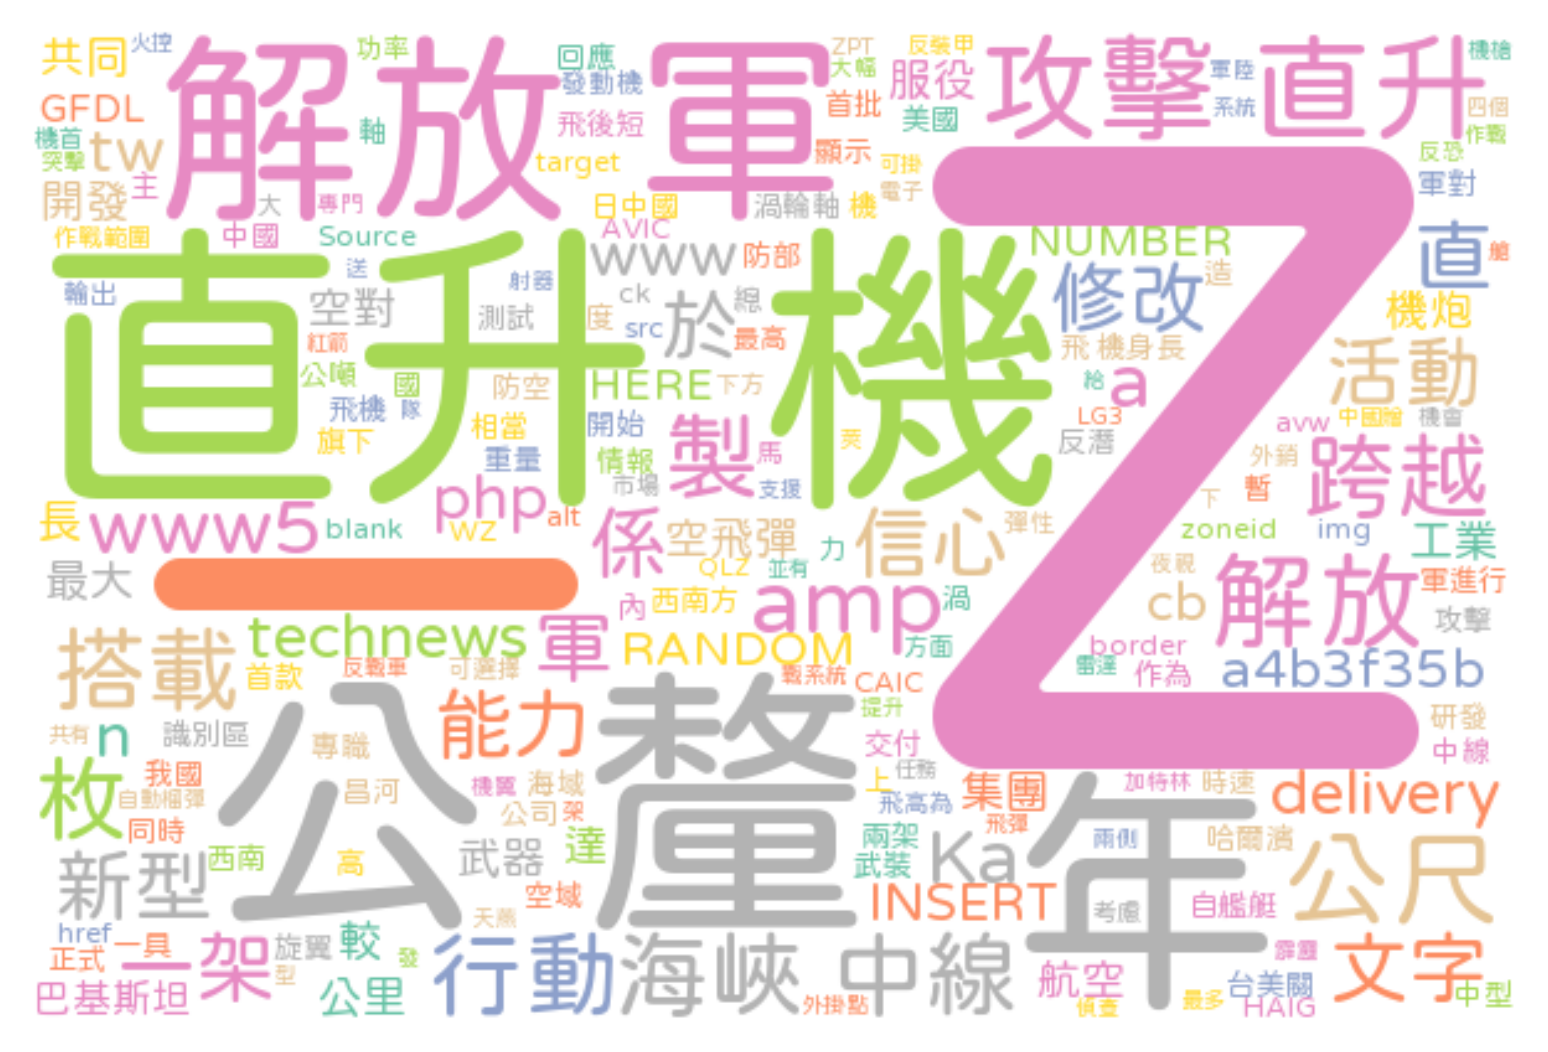 共同 火控 解放軍 功率 回應 ZPT 反裝甲 攻擊直升 機槍
發動機 大幅 服役 軍陸
GFDL 軸 飛後短 首批 美國 系統 四個
機首 tw 作戰
突擊 target 顯示 可掛 反恐
開發 主 大 專門 日中國 渦輪軸 機 電子 軍對
作戰範圍 中國 Source AVIC NUMBER 直 艙
直升機 送 射器 www 防部 修改 造 Z
輸出 空對 測試 ck 於 總 機炮
紅箭 度 src 最高 飛 機身長 活動
公噸 國 防空 HERE 下方 給 a
飛機 隊 相當 開始 LG3 avw 中國贈 機會
旗下 重量 情報 製 馬 萊 反潛 外銷 跨越
市場 支援 下 暫
長 www5 blank php WZ alt 係 空飛彈 力 信心 彈性 zoneid img 工業
最大 一 QLZ 並有 夜視 解放 軍進行
內 西南方 amp 渦 cb 攻擊
technews 軍 RANDOM 方面 border
搭載 首款 反戰車 可選擇 戰系統 CAIC 雷達 作為 a4b3f35b
共有 n 識別區 專職 能力 公釐 提升 交付 研發
中線
枚 我國 昌河 機翼 海域 上 任務 集團 年 加特林 時速 delivery
自動榴彈 公司 架 飛高為 飛彈
同時 達 兩架 兩側 哈爾濱
新型 西南 高 武器 武裝 Ka 公尺
空域 INSERT 考慮 自艦艇
href 天燕
正式 一具 一架 旋翼 較 發 行動 海峽 中線 霹靂 文字
型 航空 台美關
巴基斯坦 公里 外掛點 偵查 最多 HAIG 中型